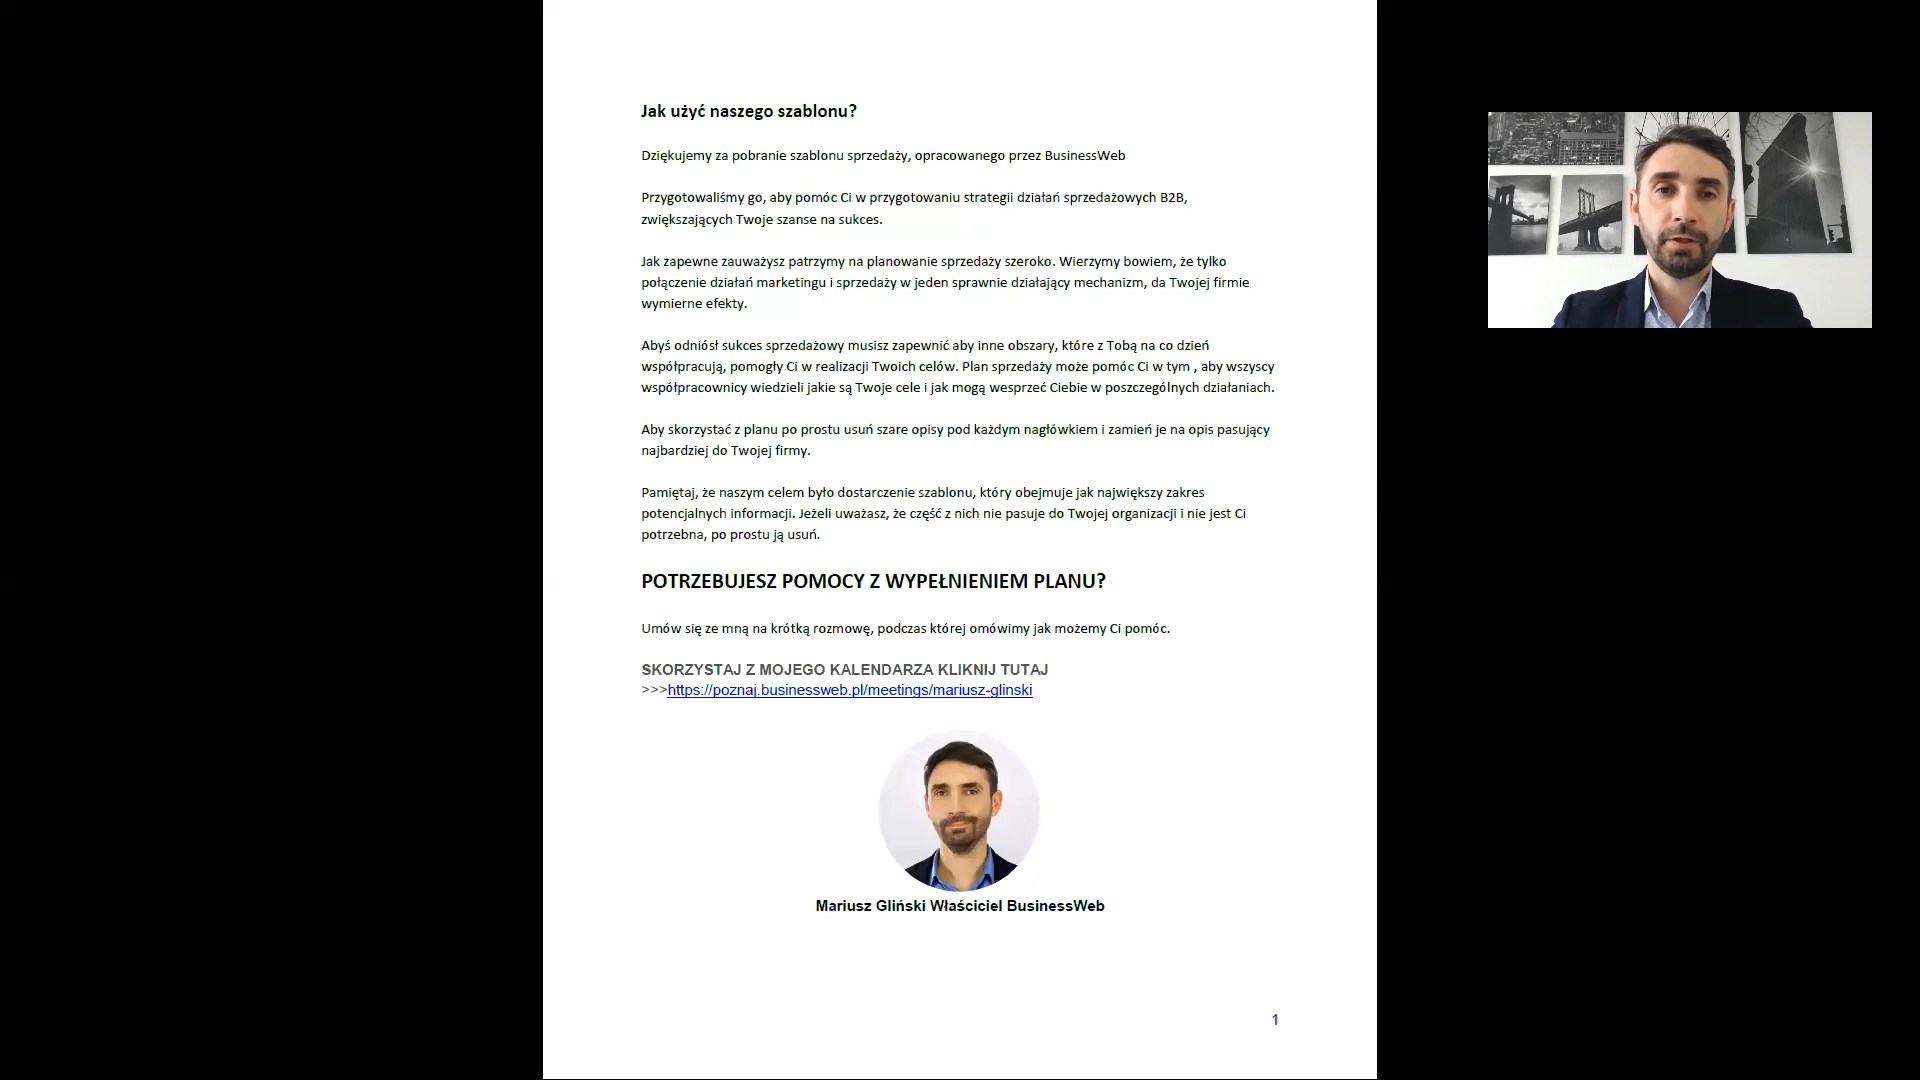 Jak użyć naszego szablonu?
Dziękujemy za pobranie szablonu sprzedaży, opracowanego przez BusinessWeb
Przygotowaliśmy go, aby pomóc Ci w przygotowaniu strategii działań sprzedażowych B2B,
zwiększających Twoje szanse na sukces.
Jak zapewne zauważysz patrzymy na planowanie sprzedaży szeroko. Wierzymy bowiem, że tylko
połączenie działań marketingu i sprzedaży w jeden sprawnie działający mechanizm, da Twojej firmie
wymierne efekty.
Abyś odniósł sukces sprzedażowy musisz zapewnić aby inne obszary, które z Tobą na co dzień
współpracują, pomogły Ci w realizacji Twoich celów. Plan sprzedaży może pomóc Ci w tym , aby wszyscy
współpracownicy wiedzieli jakie są Twoje cele i jak mogą wesprzeć Ciebie w poszczególnych działaniach.
Aby skorzystać z planu po prostu usuń szare opisy pod każdym nagłówkiem i zamień je na opis pasujący
najbardziej do Twojej firmy.
Pamiętaj, że naszym celem było dostarczenie szablonu, który obejmuje jak największy zakres
potencjalnych informacji. Jeżeli uważasz, że część z nich nie pasuje do Twojej organizacji i nie jest Ci
potrzebna, po prostu ją usuń.
POTRZEBUJESZ POMOCY Z WYPEŁNIENIEM PLANU?
Umów się ze mną na krótką rozmowę, podczas której omówimy jak możemy Ci pomóc.
SKORZYSTAJ Z MOJEGO KALENDARZA KLIKNIJ TUTAJ
>>>https://poznaj.businessweb.pl/meetings/mariusz-glinski
Mariusz Gliński Właściciel BusinessWeb
1